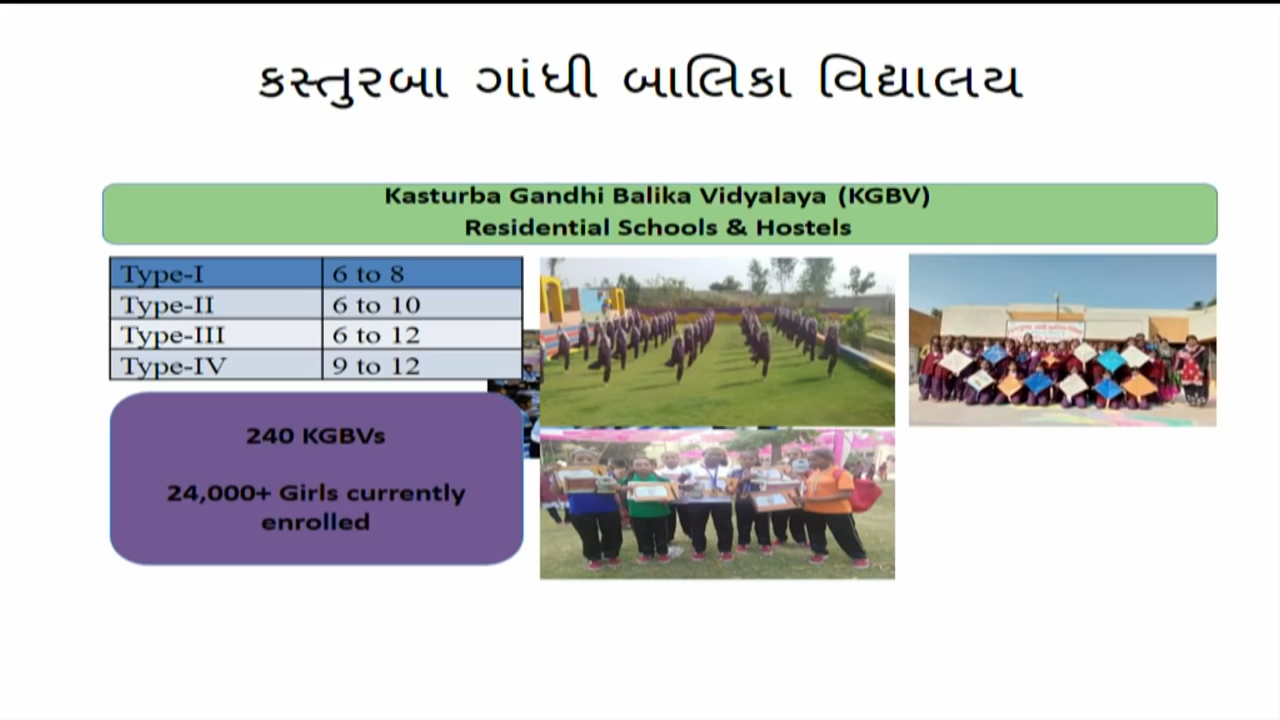 કસ્તુરબા ગાંધી બાલિકા વિદ્યાલય
Kasturba Gandhi Balika Vidyalaya (KGBV)
Residential Schools & Hostels
Type-I 6 to 8
Type-II 6 to 10
Type-III 6 to 12
Type-IV 9 to 12
240 KGBVs
24,000+ Girls currently
enrolled